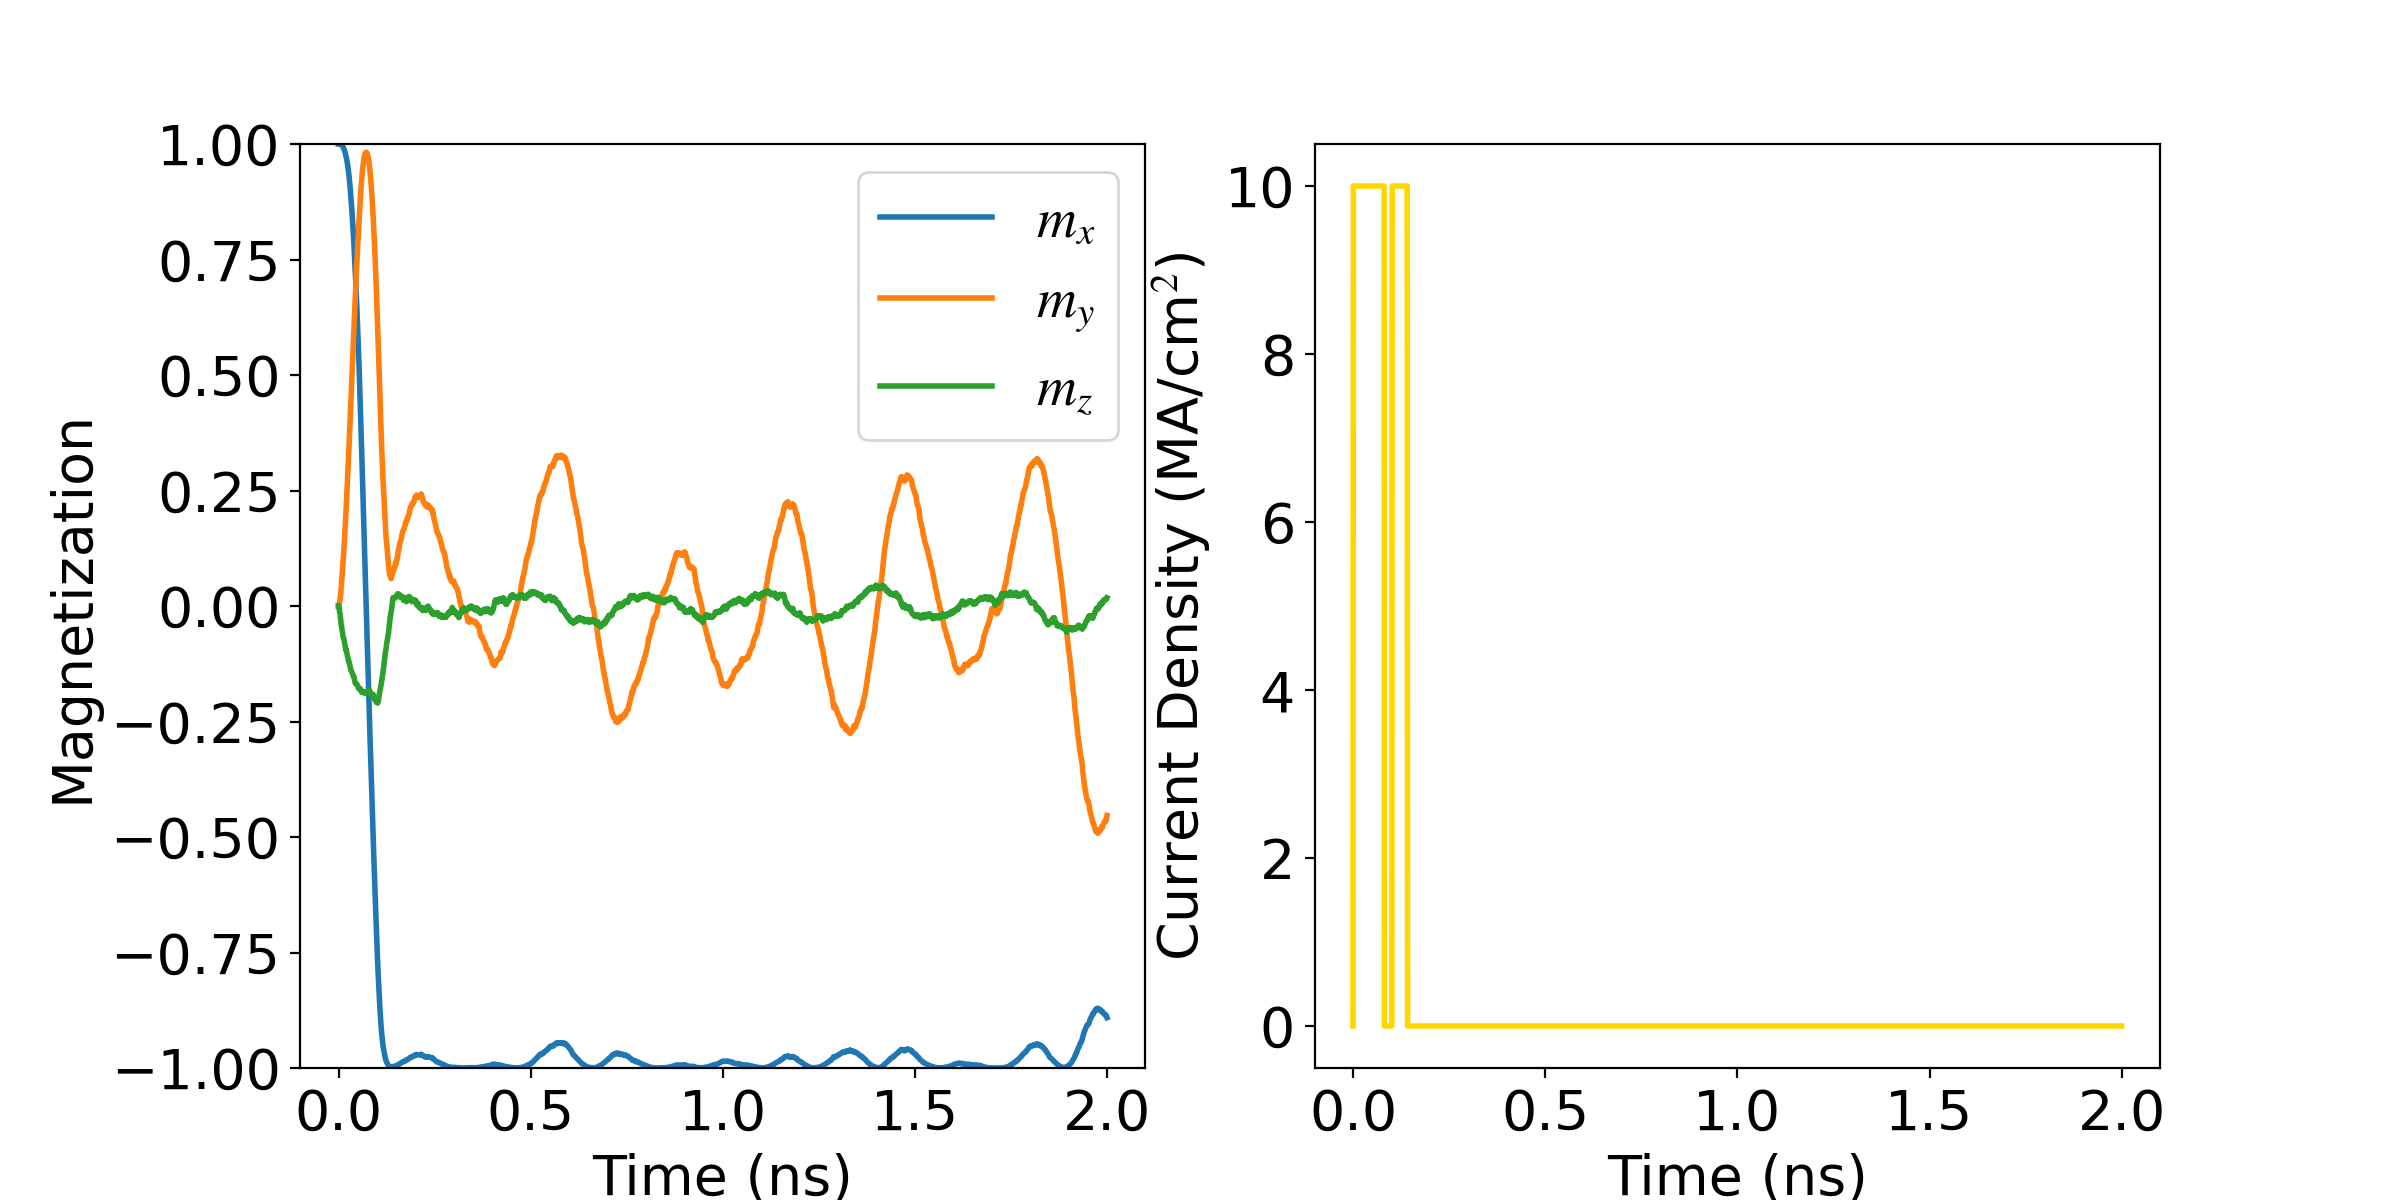 Magnetization
1.00
0.75
0.50
0.25
0.00
−0.25
−0.50
−0.75
−1.00
0.0 0.5 1.0 1.5 2.0
Time (ns)
m_x
m_y
m_z
Current Density (MA/cm²)
10
8
6
4
2
0
0.0 0.5 1.0 1.5 2.0
Time (ns)